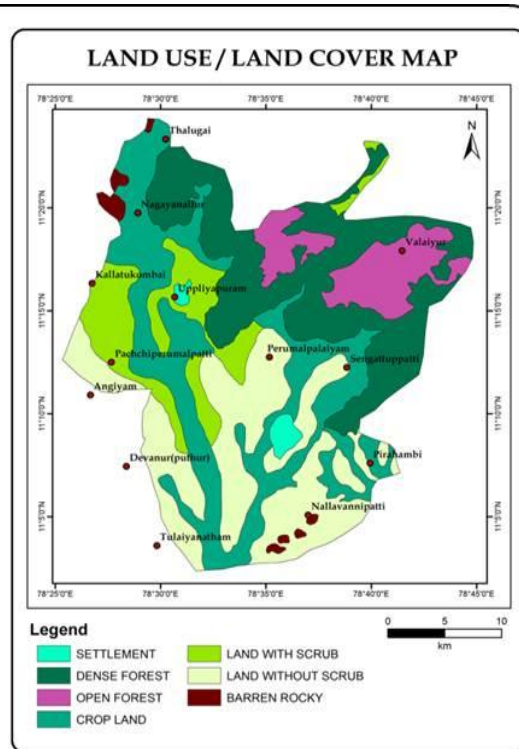 LAND USE / LAND COVER MAP
78°25'0"E 78°30'0"E 78°35'0"E 78°40'0"E 78°45'0"E
N
Thalugai
11°20'0"N 11°20'0"N
Nagayanallur
Valaiyur
Kallatukumbai
Uppliyapuram
11°15'0"N 11°15'0"N
Perumalpalaiyam
Pachchiperumalpatti
Sengattuppatti
Angiyam
11°10'0"N 11°10'0"N
Devanur(puthur)
Pirahambi
Nallavannipatti
11°5'0"N 11°5'0"N
Tulaiyanatham
78°25'0"E 78°30'0"E 78°35'0"E 78°40'0"E 78°45'0"E
Legend
0 5 10
km
SETTLEMENT LAND WITH SCRUB
DENSE FOREST LAND WITHOUT SCRUB
OPEN FOREST BARREN ROCKY
CROP LAND